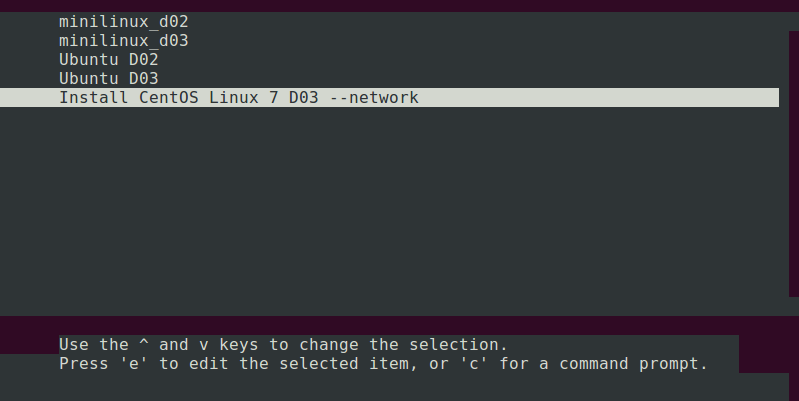 minilinux_d02
minilinux_d03
Ubuntu D02
Ubuntu D03
Install CentOS Linux 7 D03 --network
Use the ^ and v keys to change the selection.
Press 'e' to edit the selected item, or 'c' for a command prompt.